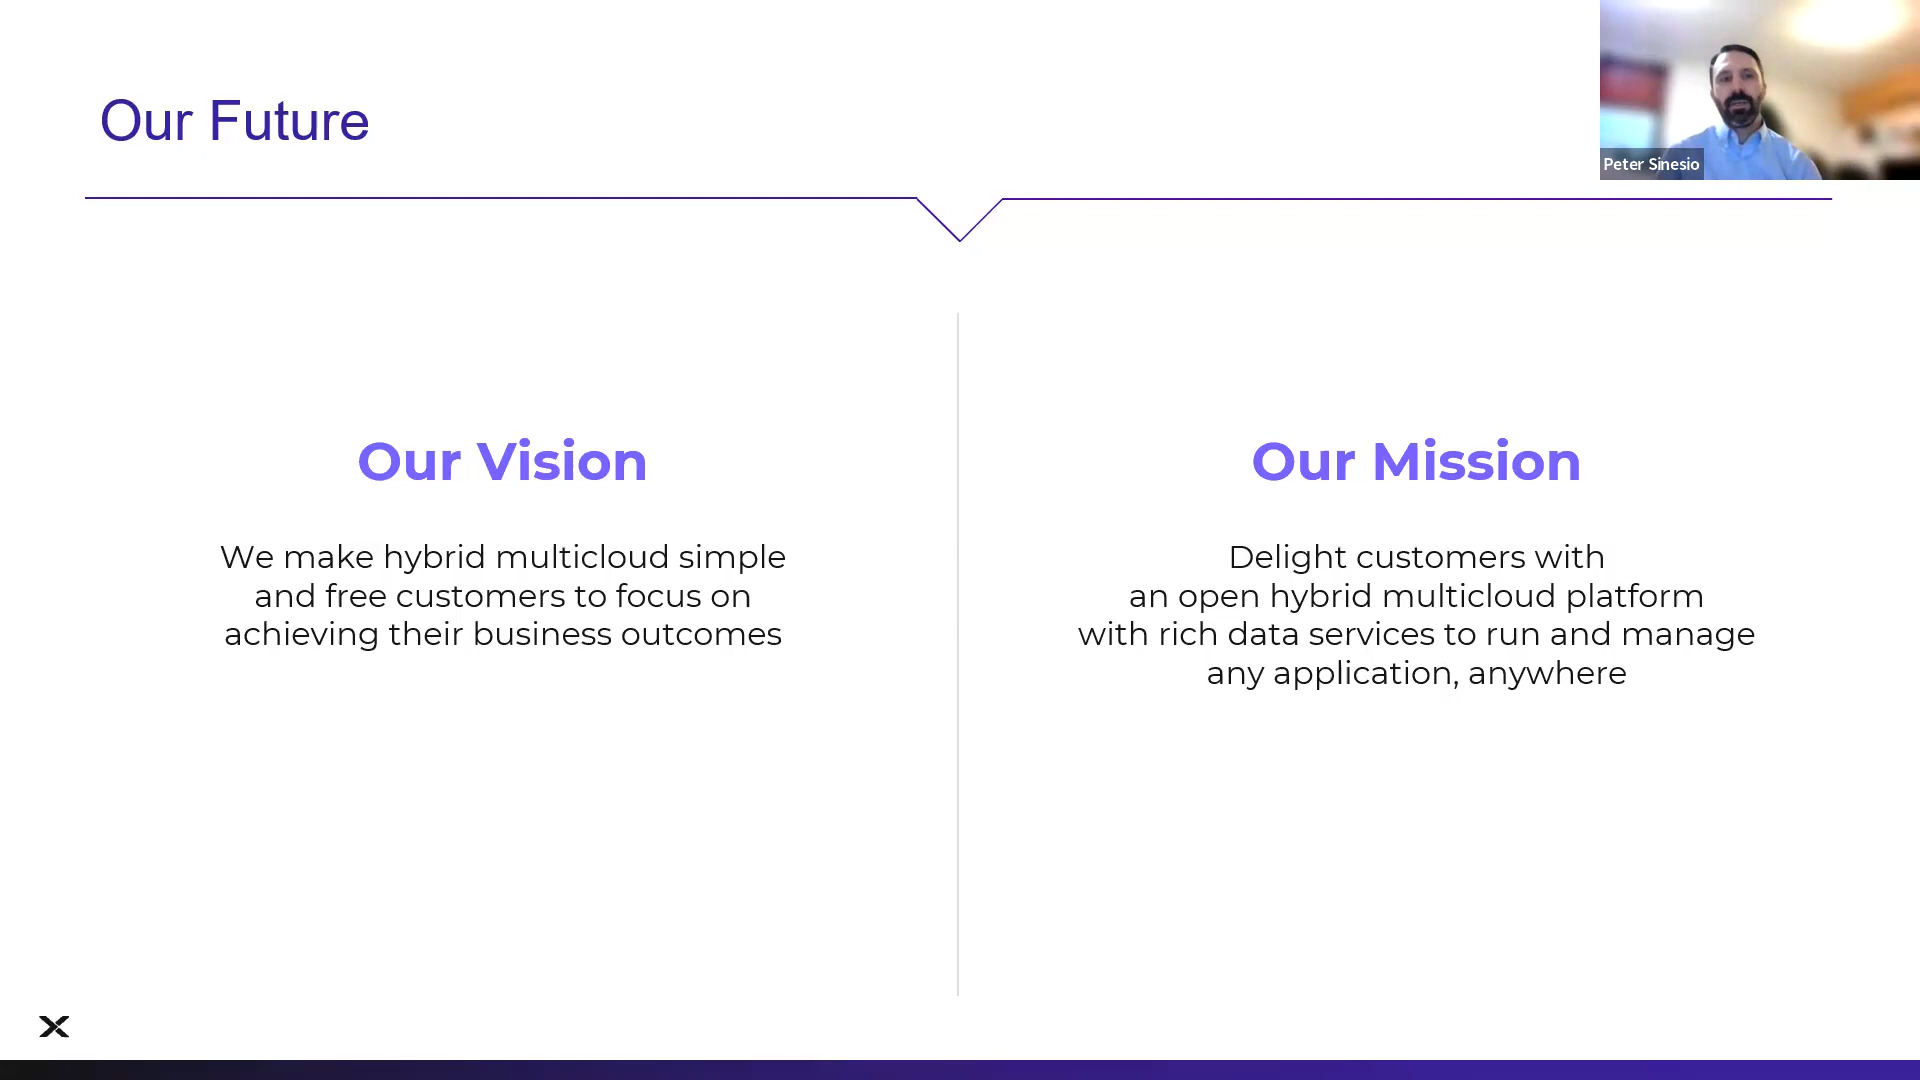 Our Future
Peter Sinesio
Our Vision
We make hybrid multicloud simple
and free customers to focus on
achieving their business outcomes
Our Mission
Delight customers with
an open hybrid multicloud platform
with rich data services to run and manage
any application, anywhere